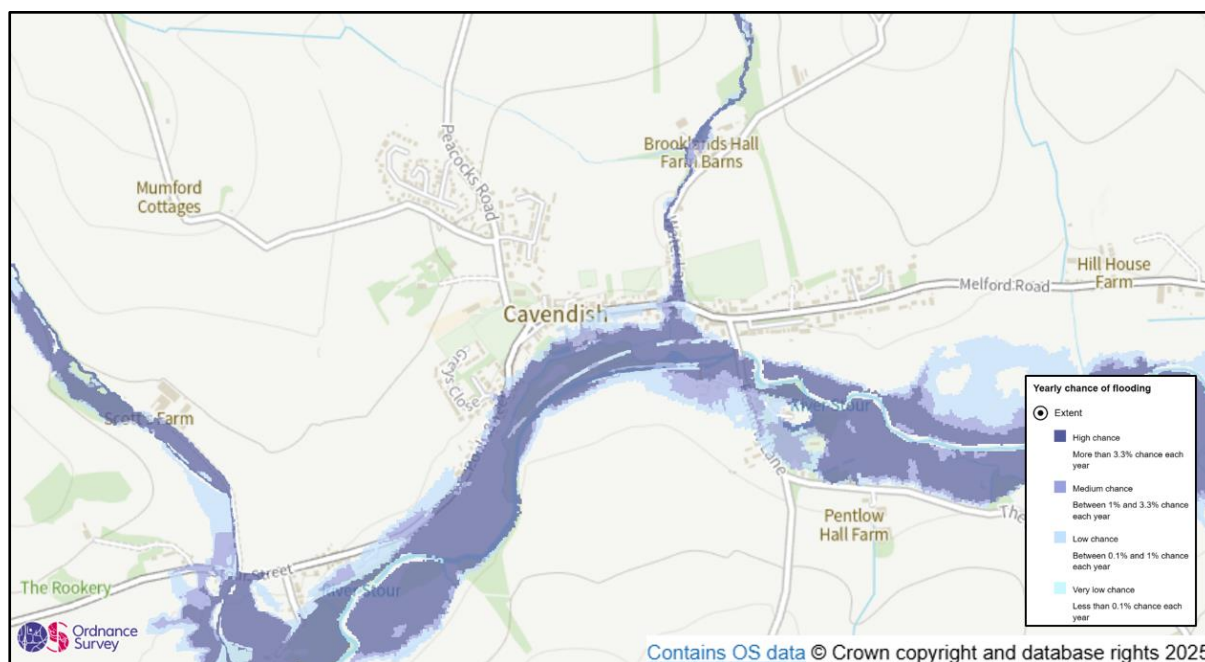 Peacocks Road
Brooklands Hall
Farm Barns
Mumford
Cottages
Hill House
Farm
Melford Road
Cavendish
Greys Close
River Stour
Lane
Scotts Farm
Pentlow
Hall Farm
The
Street
The Rookery
River Stour
Yearly chance of flooding
Extent
High chance
More than 3.3% chance each
year
Medium chance
Between 1% and 3.3% chance
each year
Low chance
Between 0.1% and 1% chance
each year
Very low chance
Less than 0.1% chance each
year
OS Ordnance
Survey
Contains OS data © Crown copyright and database rights 2025